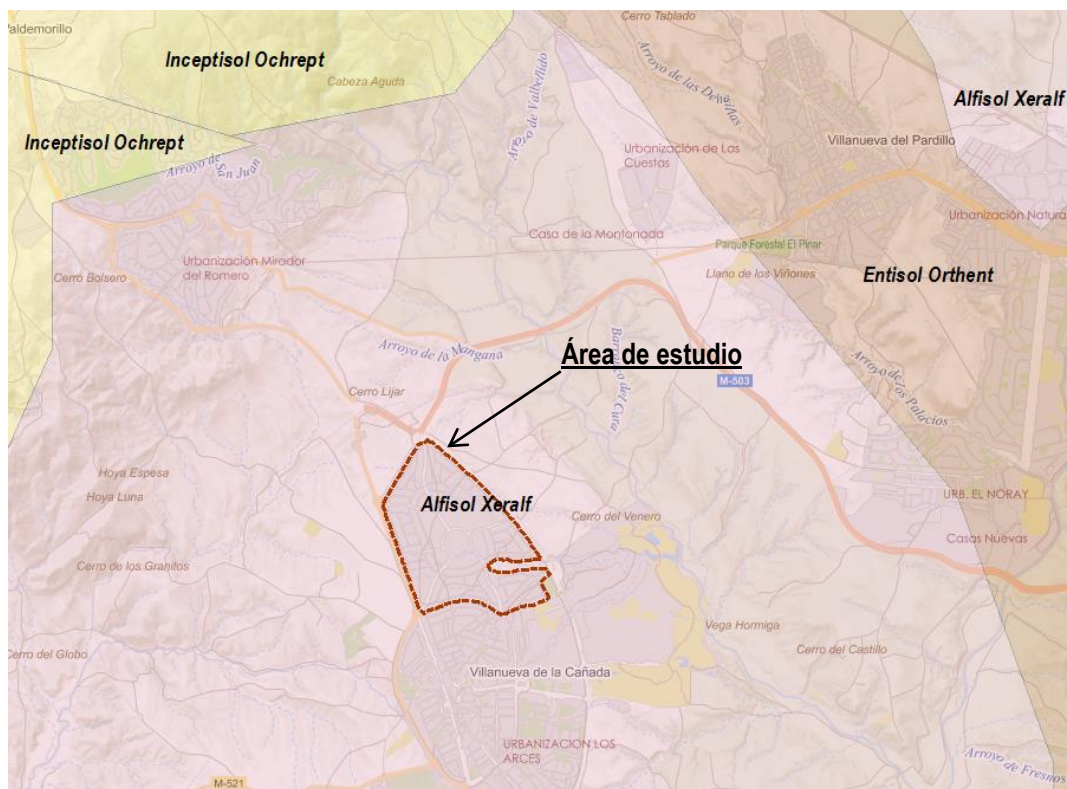 Valdemorillo
Inceptisol Ochrept
Cabeza Aguda
Inceptisol Ochrept
Arroyo de
San Juan
Arroyo de Valbeñido
Cerro Tablado
Arroyo de las
Alfisol Xeralf
Villanueva del Pardillo
Urbanización de Las
Cuestas
Casa de la Montonada
Urbanización Natura
Parque Forestal El Pinar
Llano de los Viñones
Entisol Orthent
Urbanización Mirador
del Romero
Cerro Bolsero
Arroyo de la Mangana
Área de estudio
Barranco del Cura
M-503
Arroyo de
los Palacios
Cerro Lijar
Hoya Espesa
Hoya Luna
Alfisol Xeralf
URB. EL NORAY
Cerro del Venero
Casas Nuevas
Cerro de los Granitos
Vega Hormiga
Cerro del Globo
Cerro del Castillo
Villanueva de la Cañada
URBANIZACION LOS
ARCES
Arroyo de Fresnos
M-521